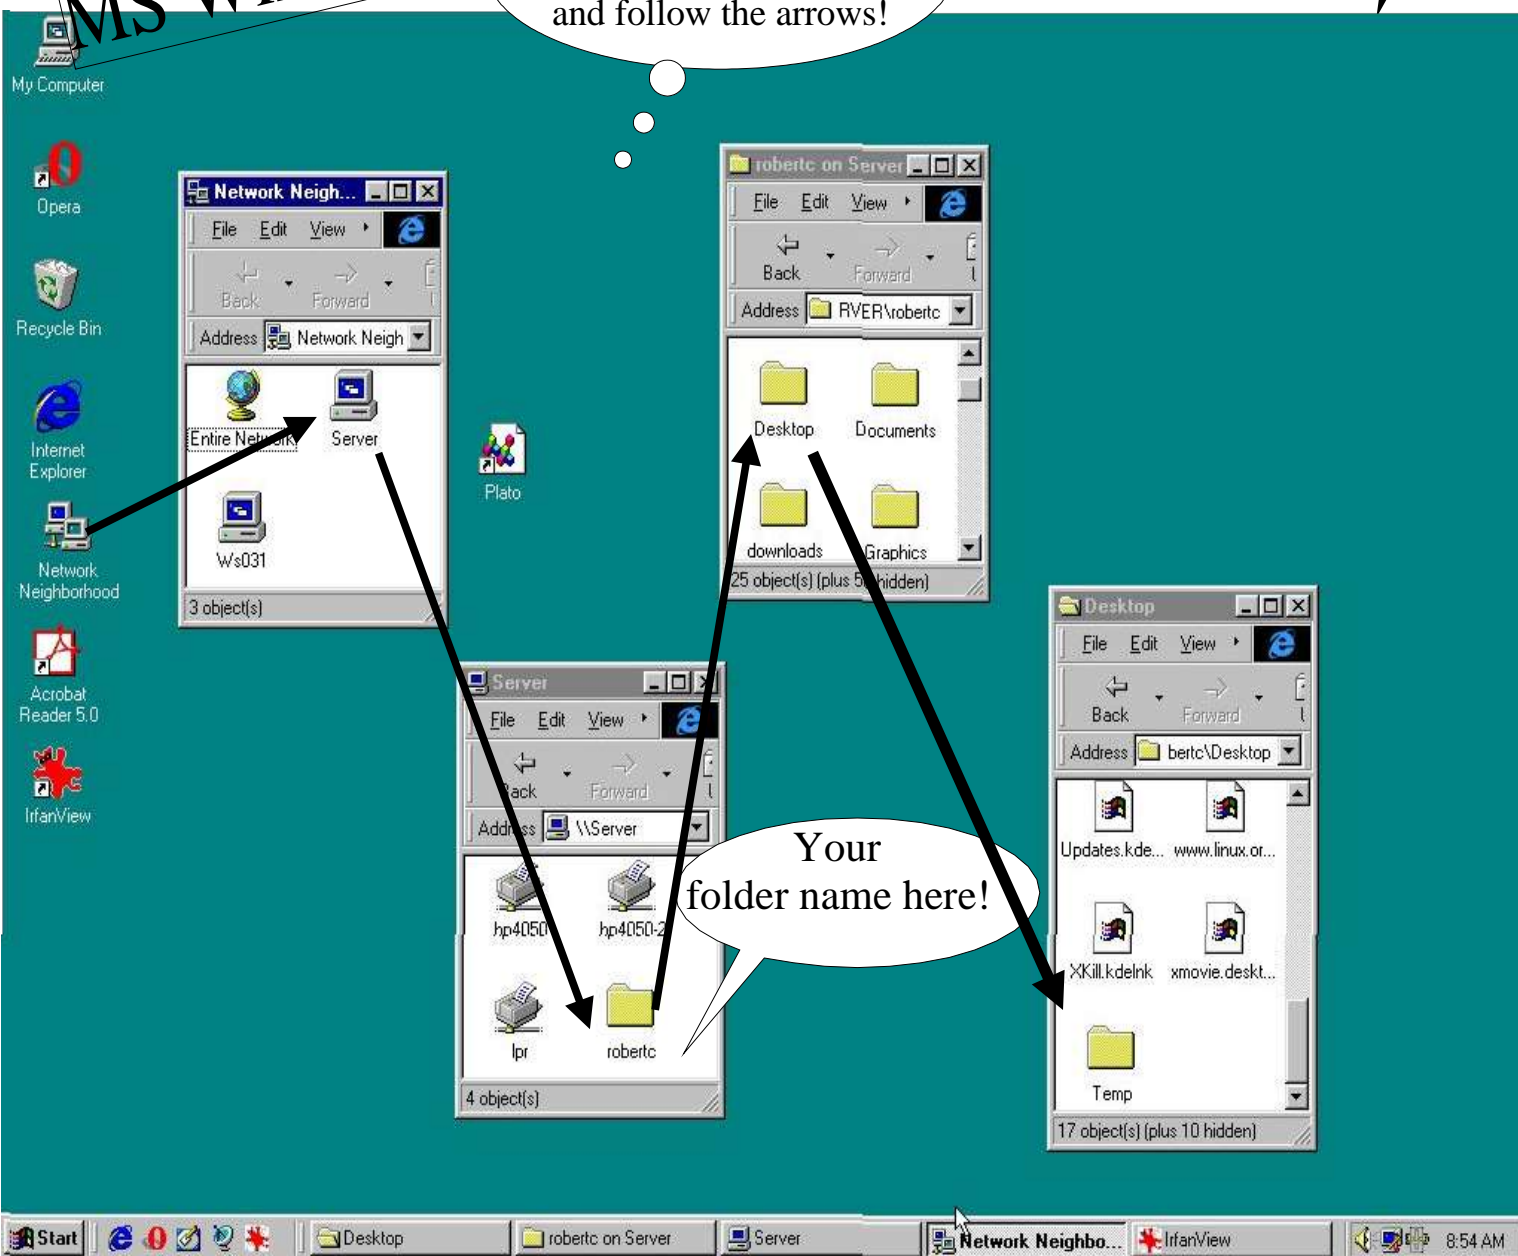 MS Wi
and follow the arrows!
My Computer
Opera
Recycle Bin
Internet
Explorer
Network
Neighborhood
Acrobat
Reader 5.0
IrfanView
Network Neigh...
File Edit View
Back Forward
Address Network Neigh
Entire Network Server
Ws031
3 object(s)
Plato
robertc on Server
File Edit View
Back Forward
Address RVER\robertc
Desktop Documents
downloads Graphics
25 object(s) (plus 5 hidden)
Server
File Edit View
Back Forward
Address \\Server
hp4050 hp4050-2
lpr robertc
4 object(s)
Your
folder name here!
Desktop
File Edit View
Back Forward
Address bertc\Desktop
Updates.kde... www.linux.or...
XKill.kdelnk xmovie.deskt...
Temp
17 object(s) (plus 10 hidden)
Start Desktop robertc on Server Server Network Neighbo... IrfanView 8:54 AM